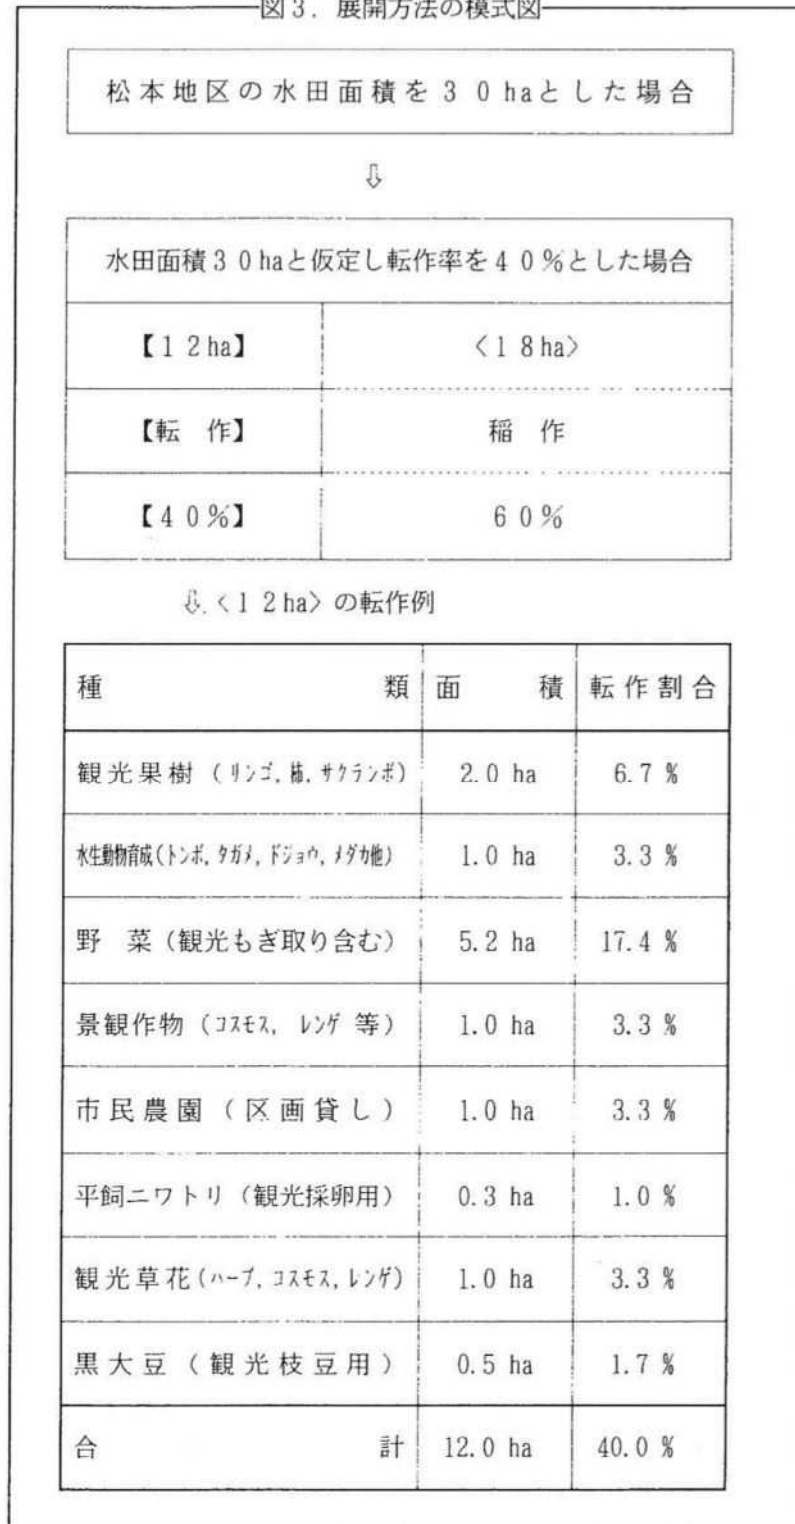 図3. 展開方法の模式図
松本地区の水田面積を30haとした場合
⇩
水田面積30haと仮定し転作率を40%とした場合
【12ha】 〈18ha〉
【転 作】 稲 作
【40%】 60%
⇩〈12ha〉の転作例
種 類 面 積 転作割合
観光果樹（リンゴ, 柿, サクランボ） 2.0 ha 6.7 %
水生動物育成（トンボ, タガメ, ドジョウ, メダカ他） 1.0 ha 3.3 %
野 菜（観光もぎ取り含む） 5.2 ha 17.4 %
景観作物（コスモス, レンゲ 等） 1.0 ha 3.3 %
市民農園（区画貸し） 1.0 ha 3.3 %
平飼ニワトリ（観光採卵用） 0.3 ha 1.0 %
観光草花（ハーブ, コスモス, レンゲ） 1.0 ha 3.3 %
黒大豆（観光枝豆用） 0.5 ha 1.7 %
合 計 12.0 ha 40.0 %